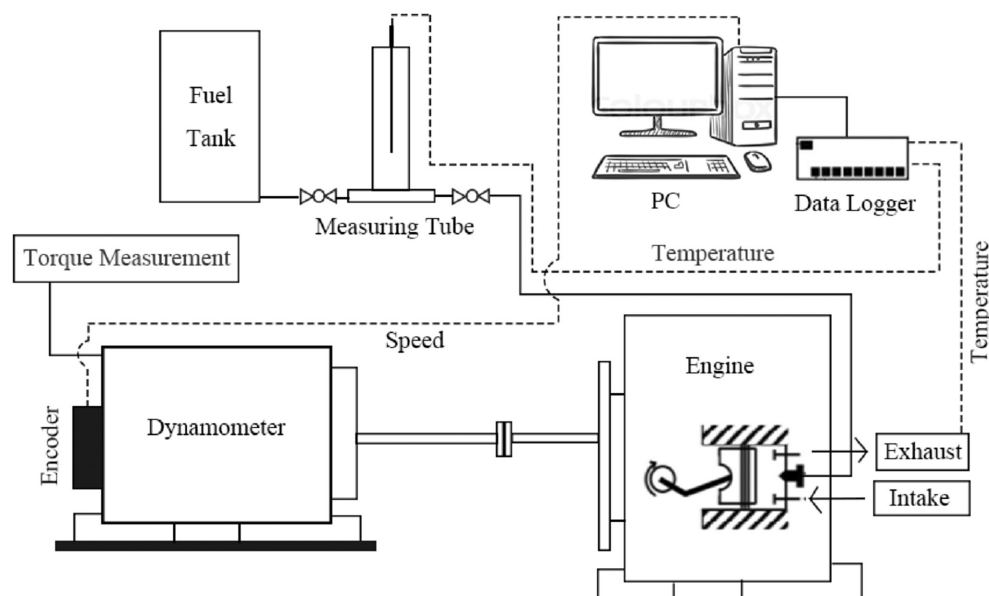 Fuel
Tank
Measuring Tube
PC
Data Logger
Torque Measurement
Temperature
Temperature
Speed
Engine
Encoder
Dynamometer
Exhaust
Intake